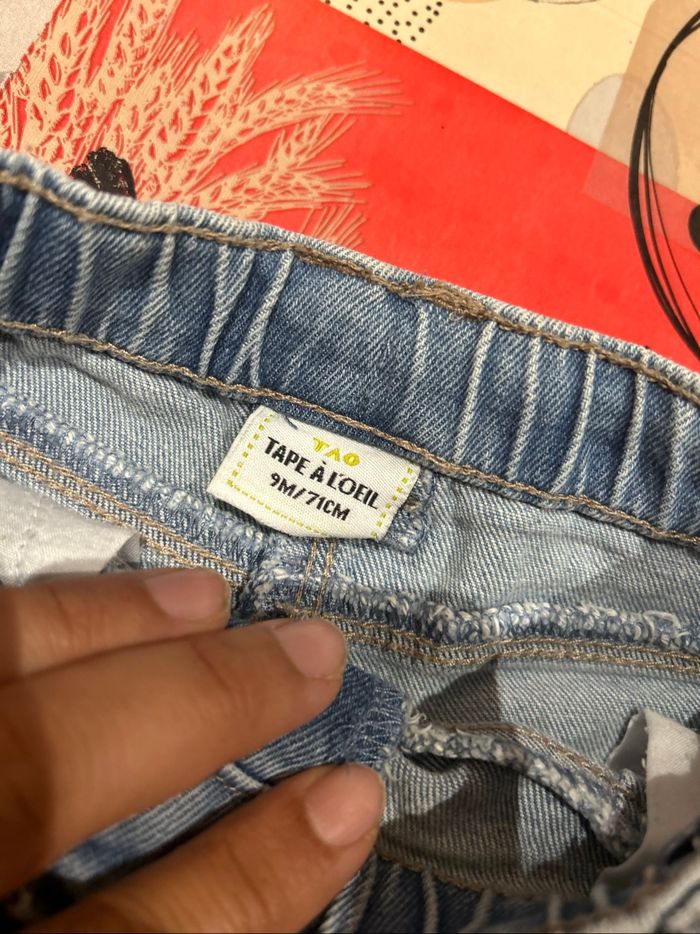 TAO
TAPE À L'OEIL
9M/71CM